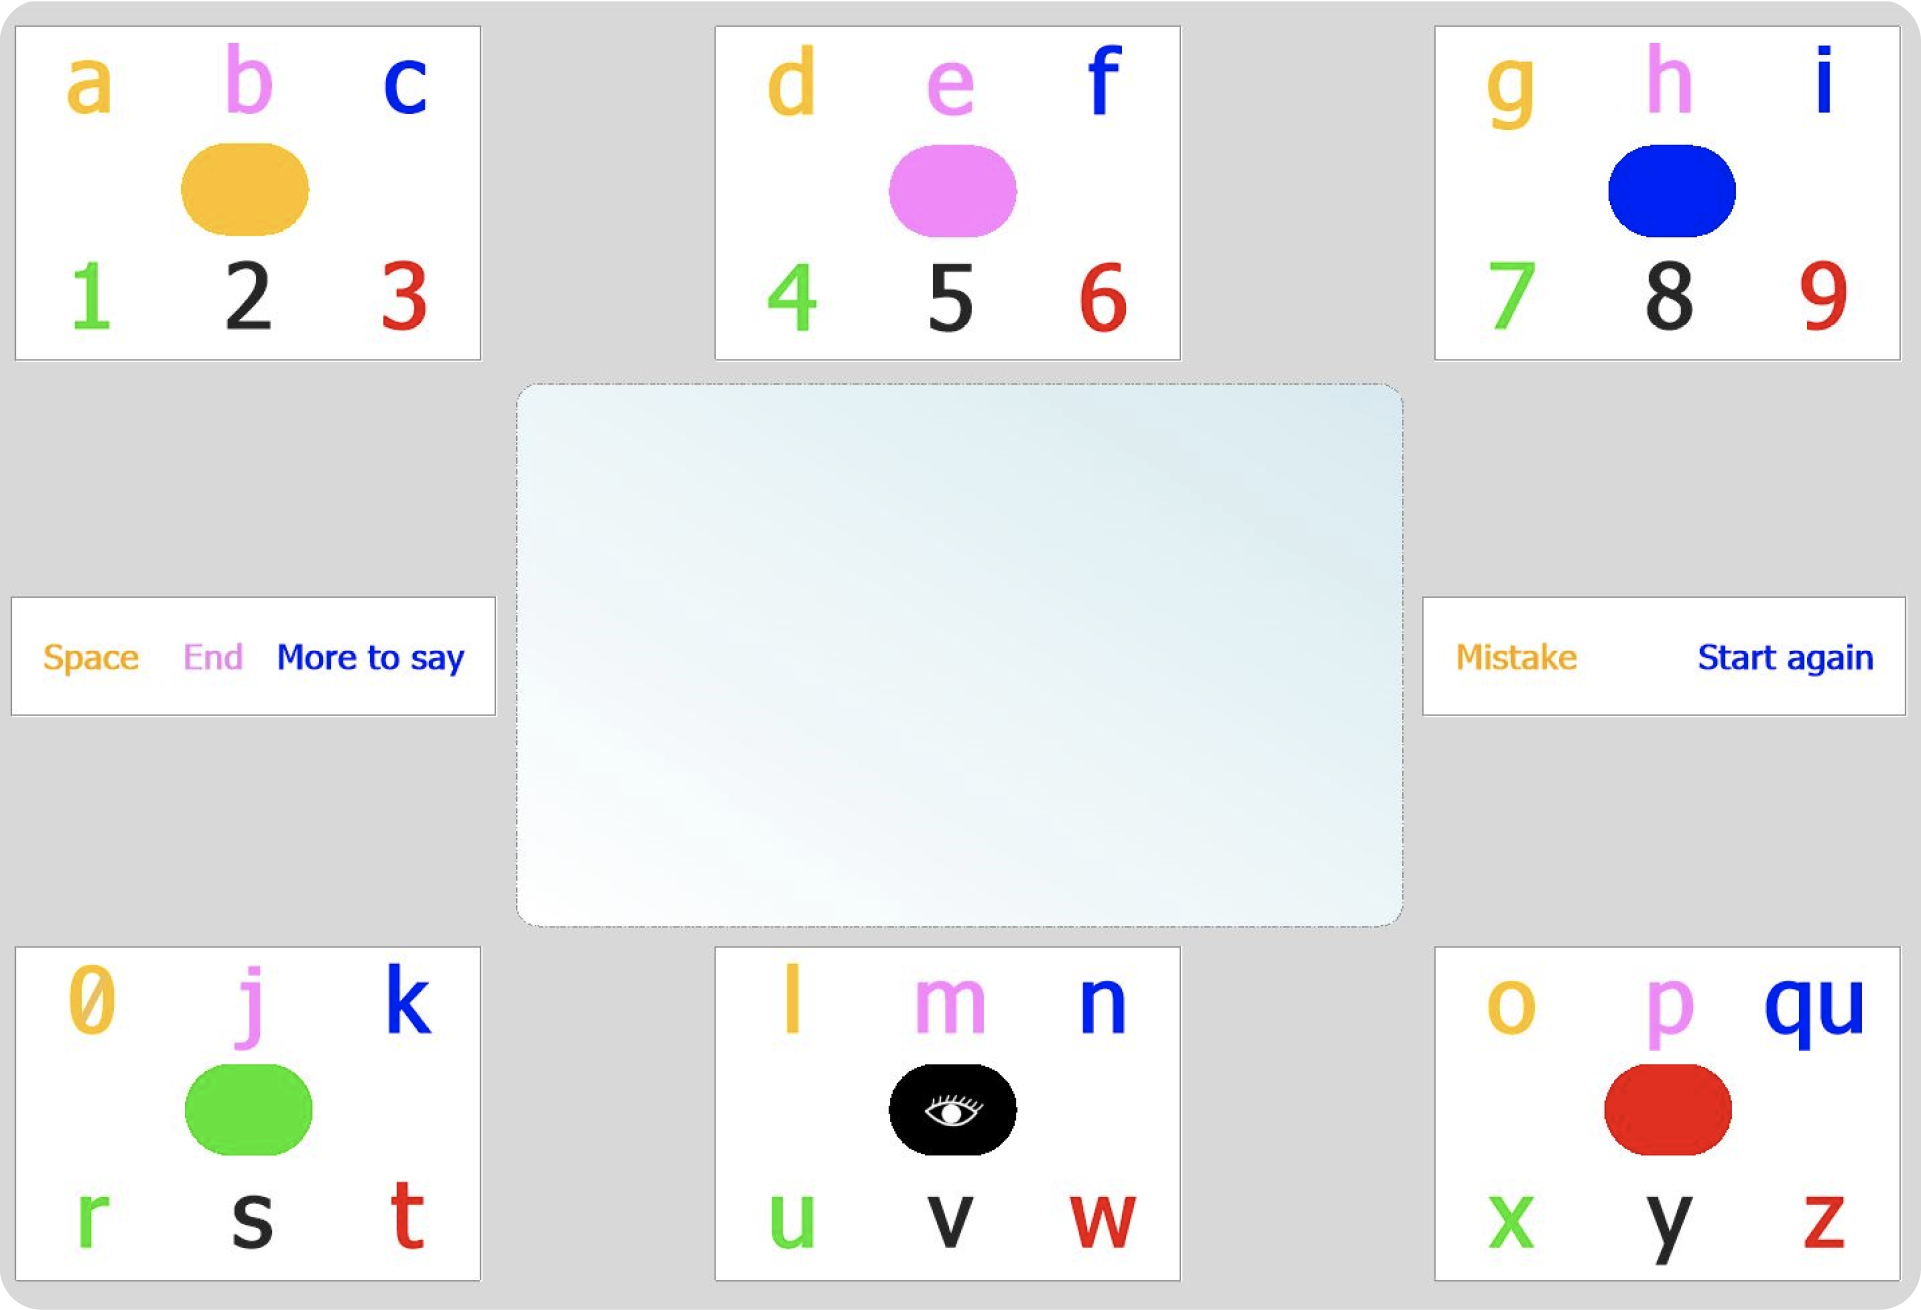 a b c
1 2 3
d e f
4 5 6
g h i
7 8 9
Space End More to say
Mistake Start again
0 j k
r s t
l m n
u v w
o p qu
x y z